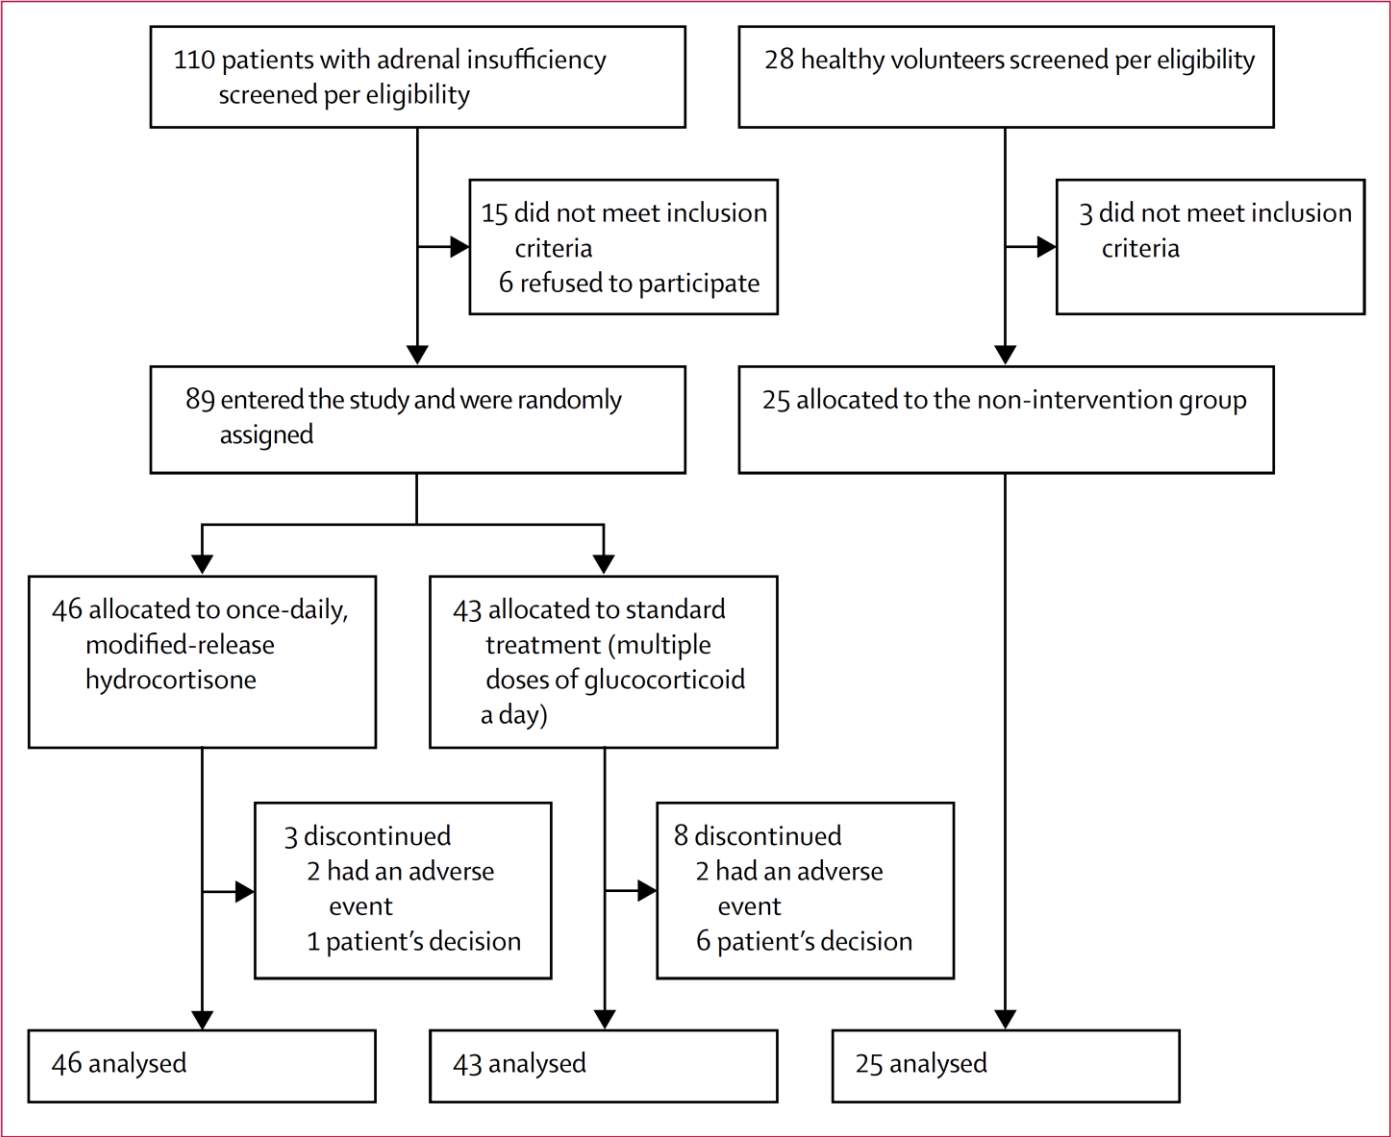 110 patients with adrenal insufficiency
screened per eligibility
28 healthy volunteers screened per eligibility
15 did not meet inclusion
criteria
6 refused to participate
3 did not meet inclusion
criteria
89 entered the study and were randomly
assigned
25 allocated to the non-intervention group
46 allocated to once-daily,
modified-release
hydrocortisone
43 allocated to standard
treatment (multiple
doses of glucocorticoid
a day)
3 discontinued
2 had an adverse
event
1 patient’s decision
8 discontinued
2 had an adverse
event
6 patient’s decision
46 analysed
43 analysed
25 analysed